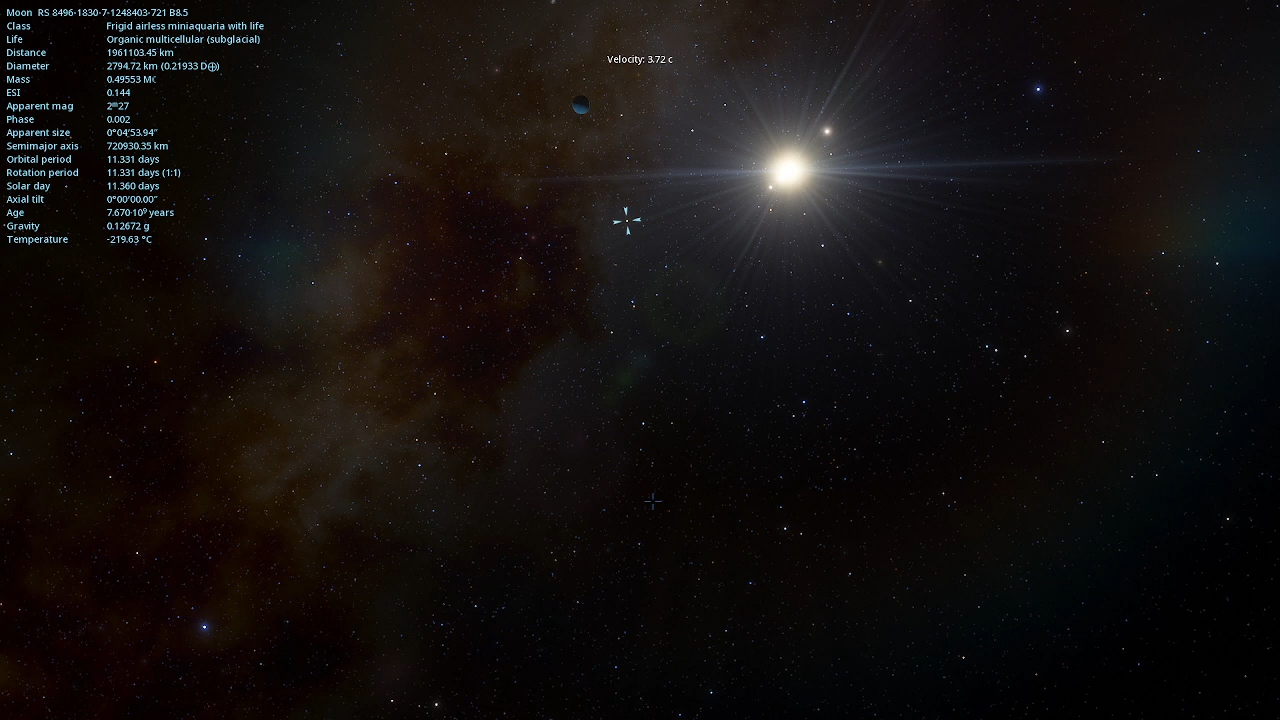 Moon RS 8496-1830-7-1248403-721 B8.5
Class Frigid airless miniaquaria with life
Life Organic multicellular (subglacial)
Distance 1961103.45 km
Velocity: 3.72 c
Diameter 2794.72 km (0.21933 D⊕)
Mass 0.49553 M☾
ESI 0.144
Apparent mag 2ᵐ27
Phase 0.002
Apparent size 0°04′53.94″
Semimajor axis 720930.35 km
Orbital period 11.331 days
Rotation period 11.331 days (1:1)
Solar day 11.360 days
Axial tilt 0°00′00.00″
Age 7.670·10⁹ years
Gravity 0.12672 g
Temperature -219.63 °C